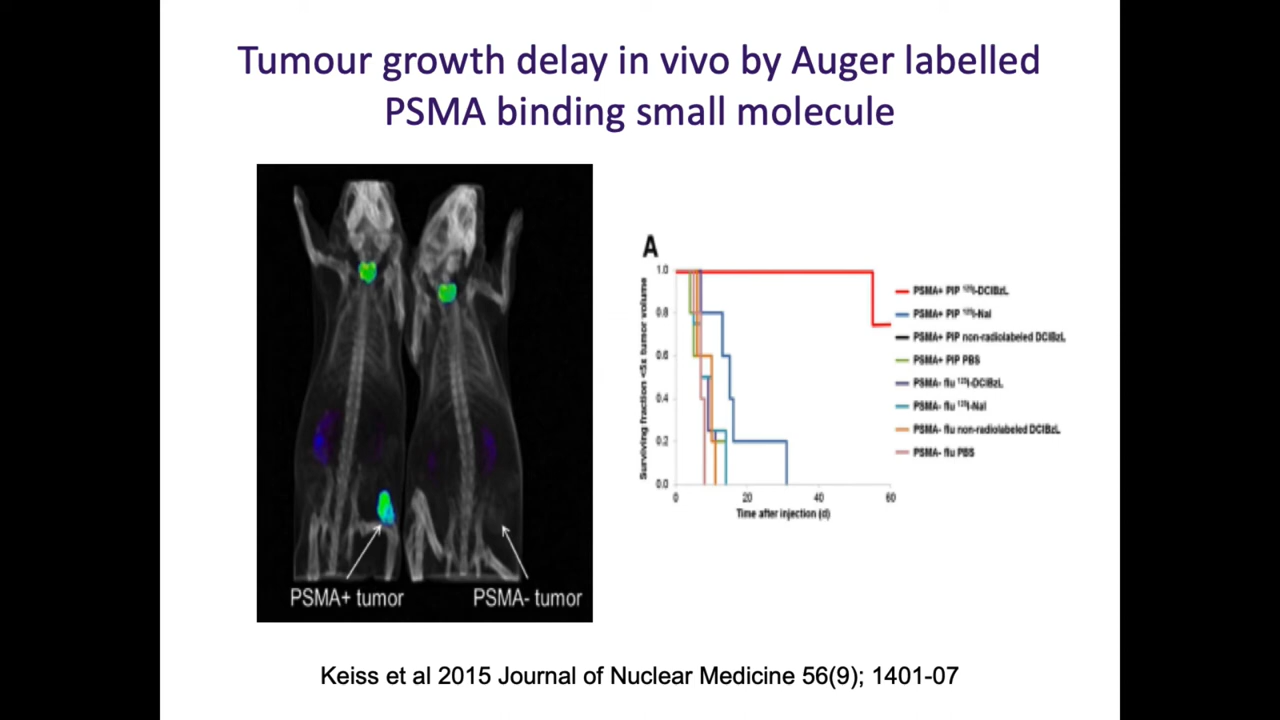 Tumour growth delay in vivo by Auger labelled
PSMA binding small molecule
PSMA+ tumor
PSMA- tumor
A
Surviving fraction <5x tumor volume
1.0
0.8
0.6
0.4
0.2
0.0
0
20
40
60
Time after injection (d)
PSMA+ PIP ¹²⁵I-DCIBzL
PSMA+ PIP ¹²⁵I-NaI
PSMA+ PIP non-radiolabeled DCIBzL
PSMA+ PIP PBS
PSMA- flu ¹²⁵I-DCIBzL
PSMA- flu ¹²⁵I-NaI
PSMA- flu non-radiolabeled DCIBzL
PSMA- flu PBS
Keiss et al 2015 Journal of Nuclear Medicine 56(9); 1401-07